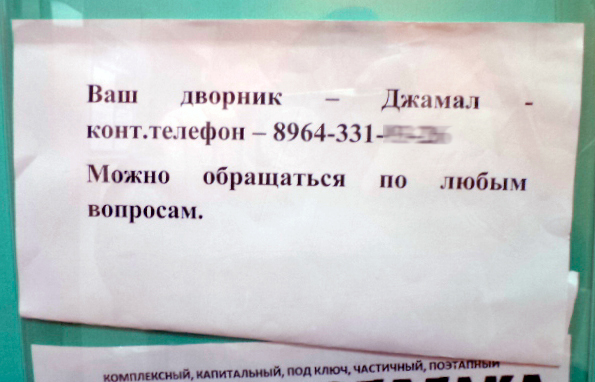 Ваш дворник – Джамал -
конт.телефон – 8964-331-
Можно обращаться по любым
вопросам.
КОМПЛЕКСНЫЙ, КАПИТАЛЬНЫЙ, ПОД КЛЮЧ, ЧАСТИЧНЫЙ, ПОЭТАПНЫЙ